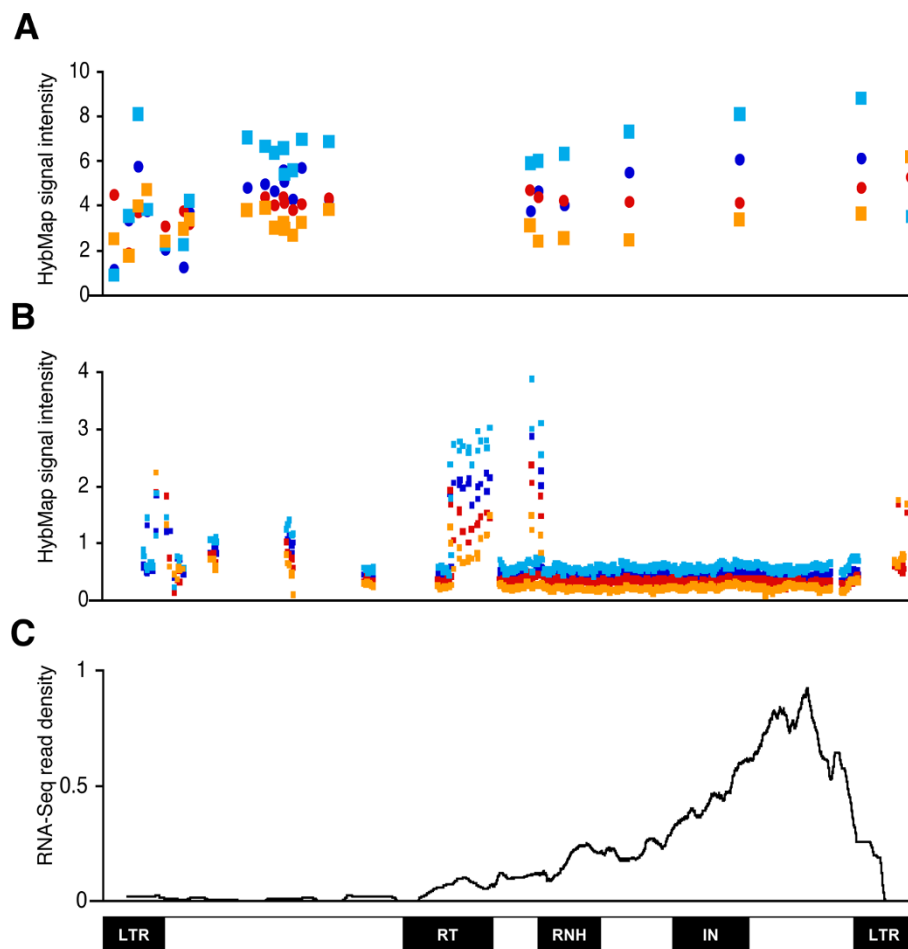 A
HybMap signal intensity
10
8
6
4
2
0
B
HybMap signal intensity
4
3
2
1
0
C
RNA-Seq read density
1
0.5
0
LTR RT RNH IN LTR